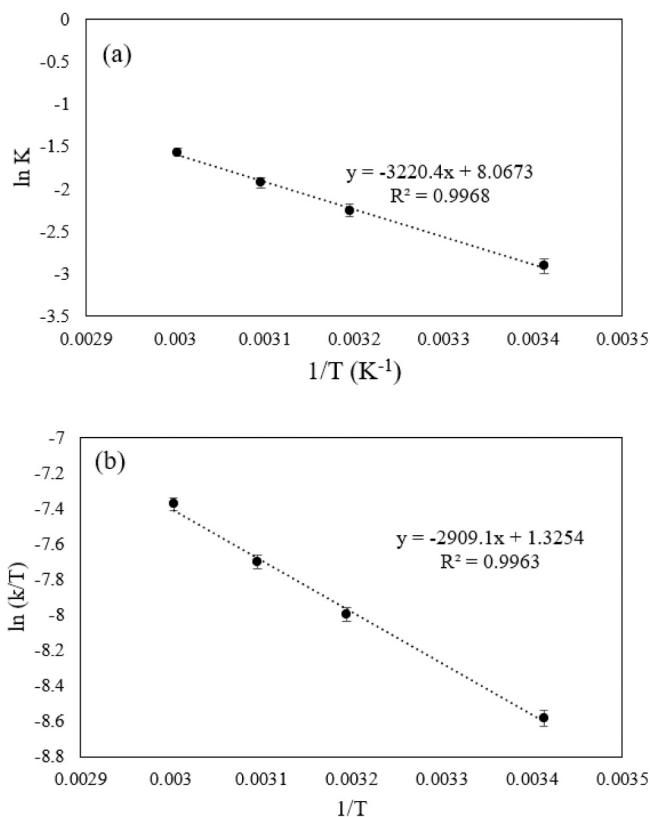 0
(a)
-0.5
-1
-1.5
-2
-2.5
-3
-3.5
ln K
y = -3220.4x + 8.0673
R² = 0.9968
0.0029 0.003 0.0031 0.0032 0.0033 0.0034 0.0035
1/T (K⁻¹)
-7
(b)
-7.2
-7.4
-7.6
-7.8
-8
-8.2
-8.4
-8.6
-8.8
ln (k/T)
y = -2909.1x + 1.3254
R² = 0.9963
0.0029 0.003 0.0031 0.0032 0.0033 0.0034 0.0035
1/T